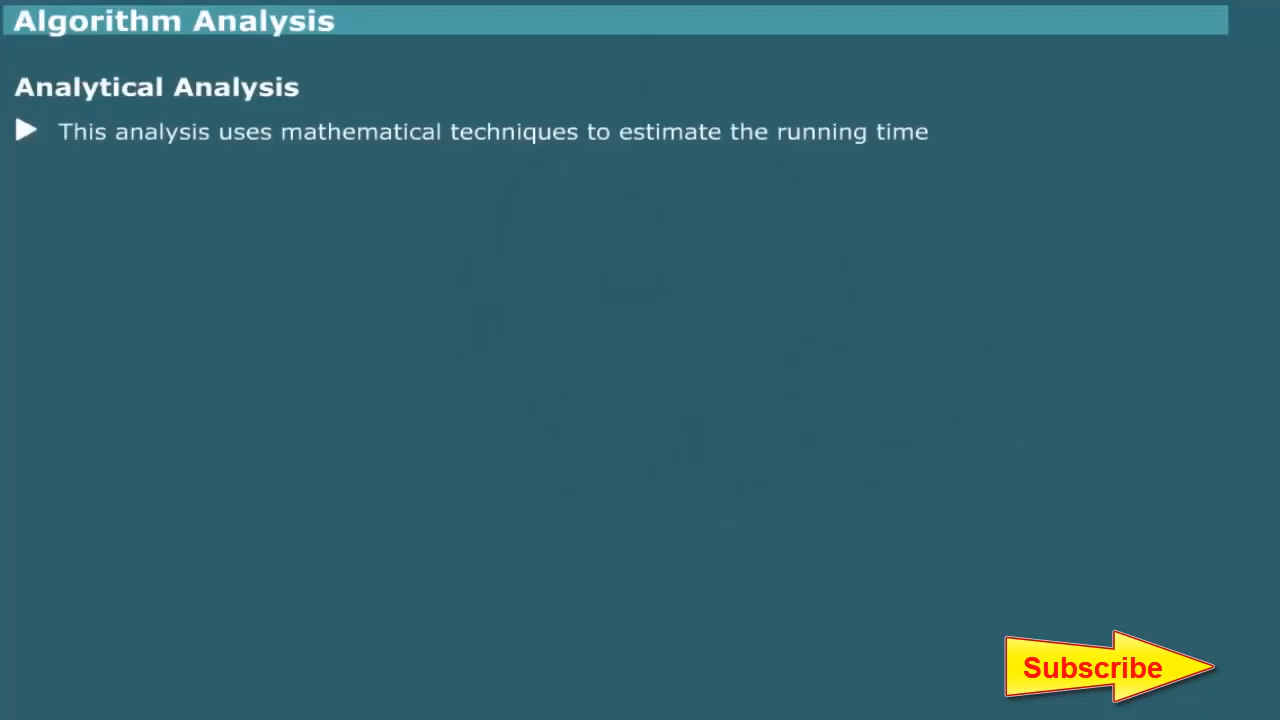 Algorithm Analysis
Analytical Analysis
This analysis uses mathematical techniques to estimate the running time
Subscribe